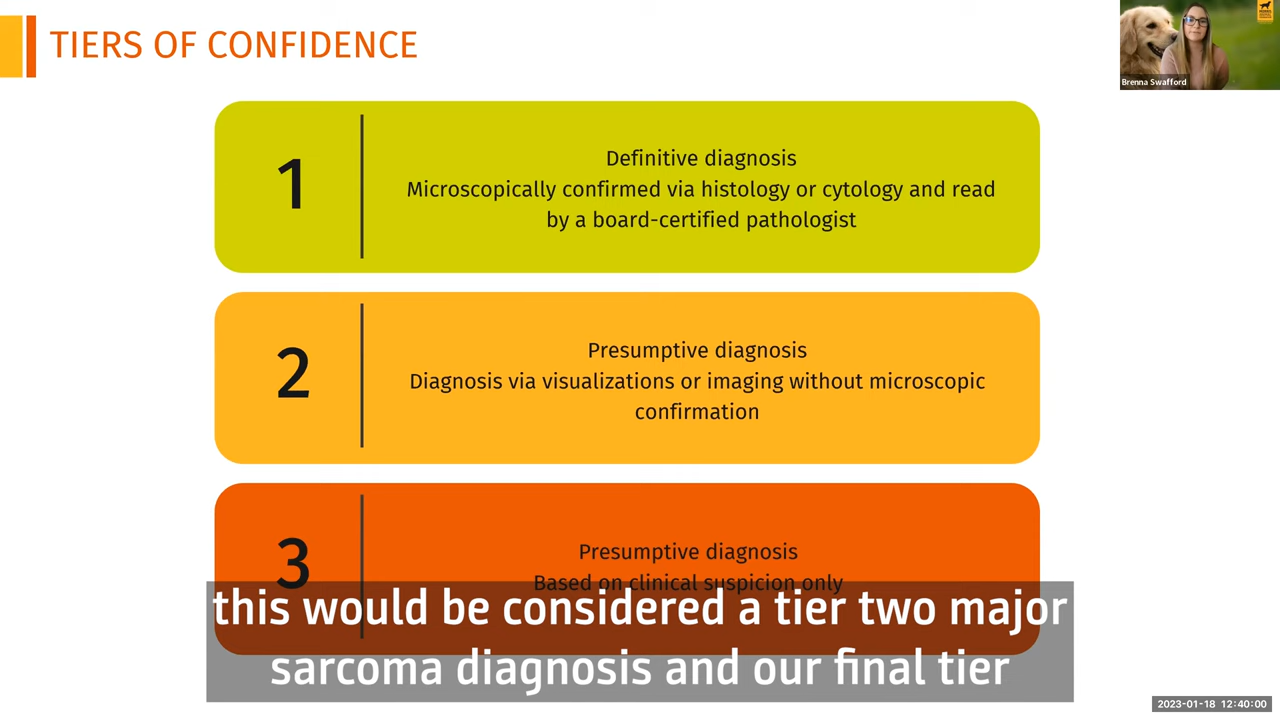 TIERS OF CONFIDENCE
Brenna Swafford
1
Definitive diagnosis
Microscopically confirmed via histology or cytology and read
by a board-certified pathologist
2
Presumptive diagnosis
Diagnosis via visualizations or imaging without microscopic
confirmation
3
Presumptive diagnosis
Based on clinical suspicion only
this would be considered a tier two major
sarcoma diagnosis and our final tier
2023-01-18 12:40:00